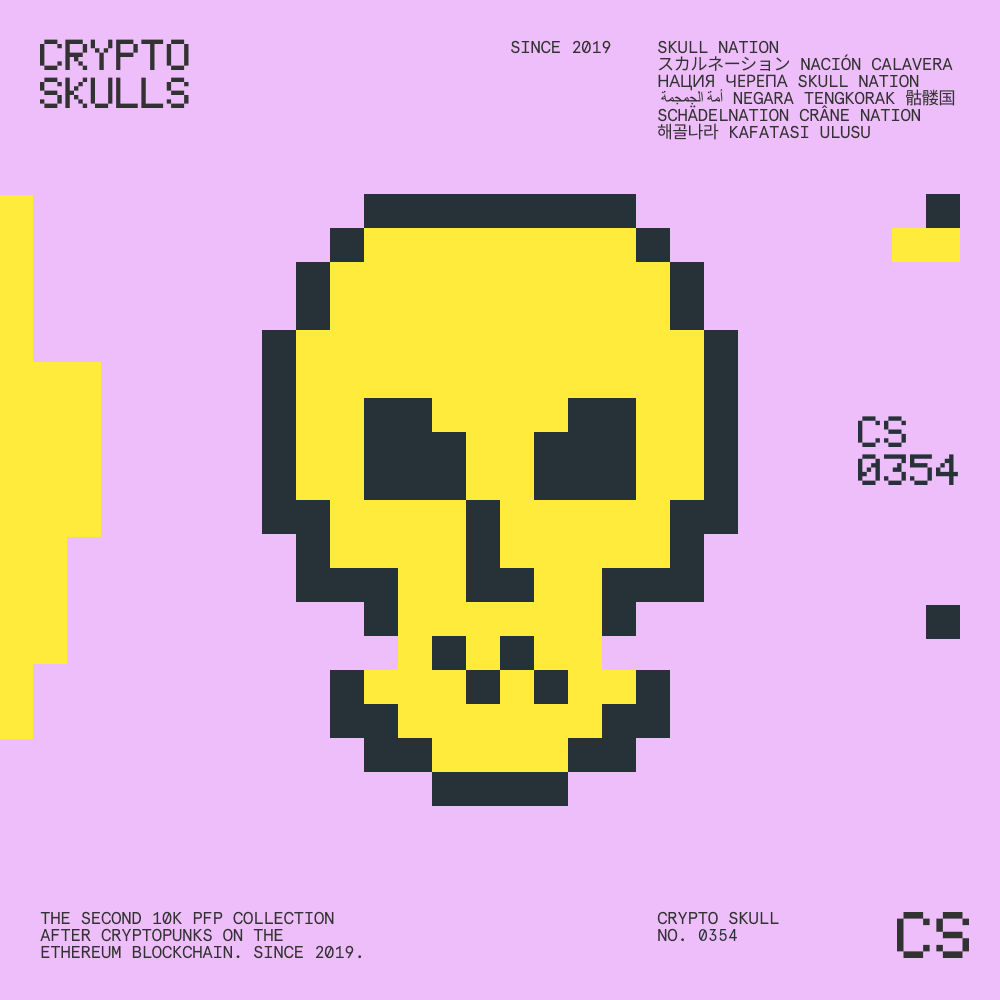 CRYPTO
SKULLS
SINCE 2019
SKULL NATION
スカルネーション NACIÓN CALAVERA
НАЦИЯ ЧЕРЕПА SKULL NATION
أمة الجمجمة NEGARA TENGKORAK 骷髅国
SCHÄDELNATION CRÂNE NATION
해골나라 KAFATASI ULUSU
CS
0354
THE SECOND 10K PFP COLLECTION
AFTER CRYPTOPUNKS ON THE
ETHEREUM BLOCKCHAIN. SINCE 2019.
CRYPTO SKULL
NO. 0354
CS